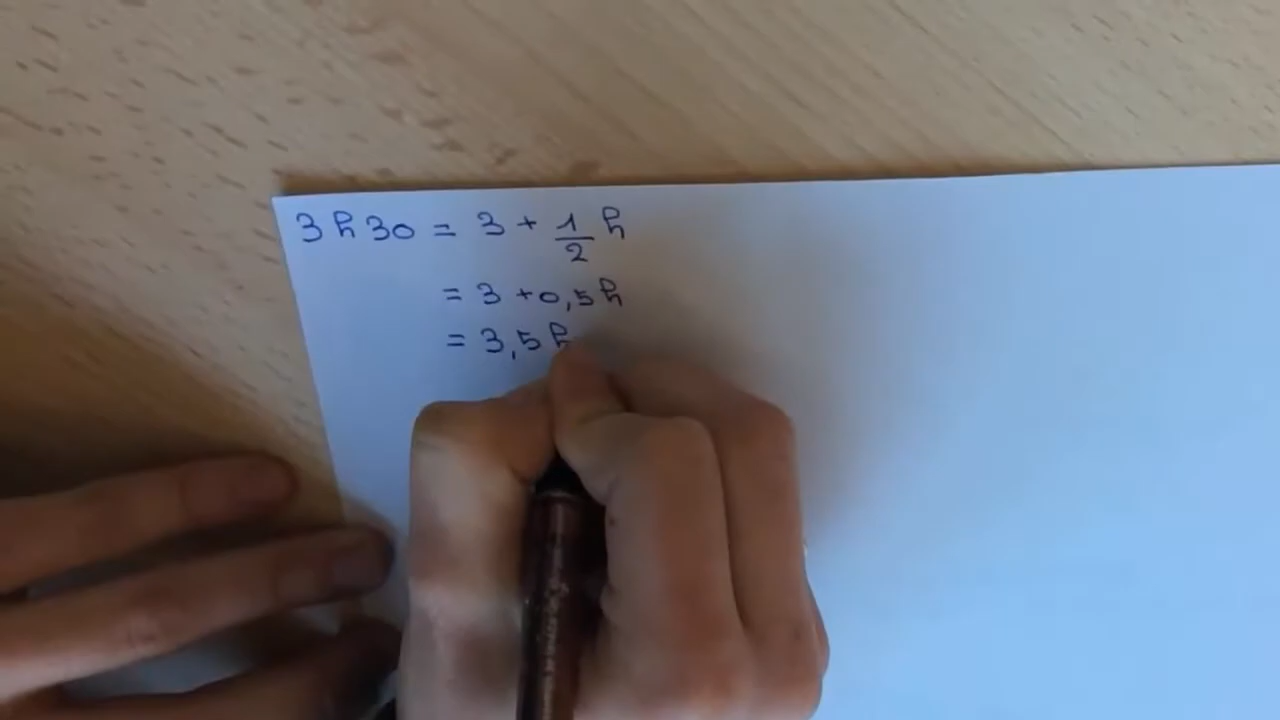 3 h 30 = 3 + 1/2 h
= 3 + 0,5 h
= 3,5 h